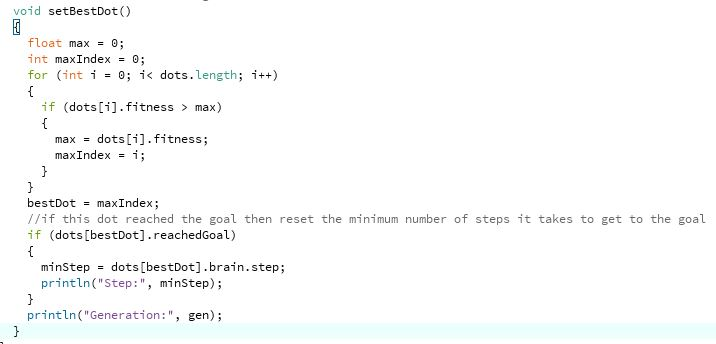 void setBestDot()
{
  float max = 0;
  int maxIndex = 0;
  for (int i = 0; i< dots.length; i++)
  {
    if (dots[i].fitness > max)
    {
      max = dots[i].fitness;
      maxIndex = i;
    }
  }
  bestDot = maxIndex;
  //if this dot reached the goal then reset the minimum number of steps it takes to get to the goal
  if (dots[bestDot].reachedGoal)
  {
    minStep = dots[bestDot].brain.step;
    println("Step:", minStep);
  }
  println("Generation:", gen);
}